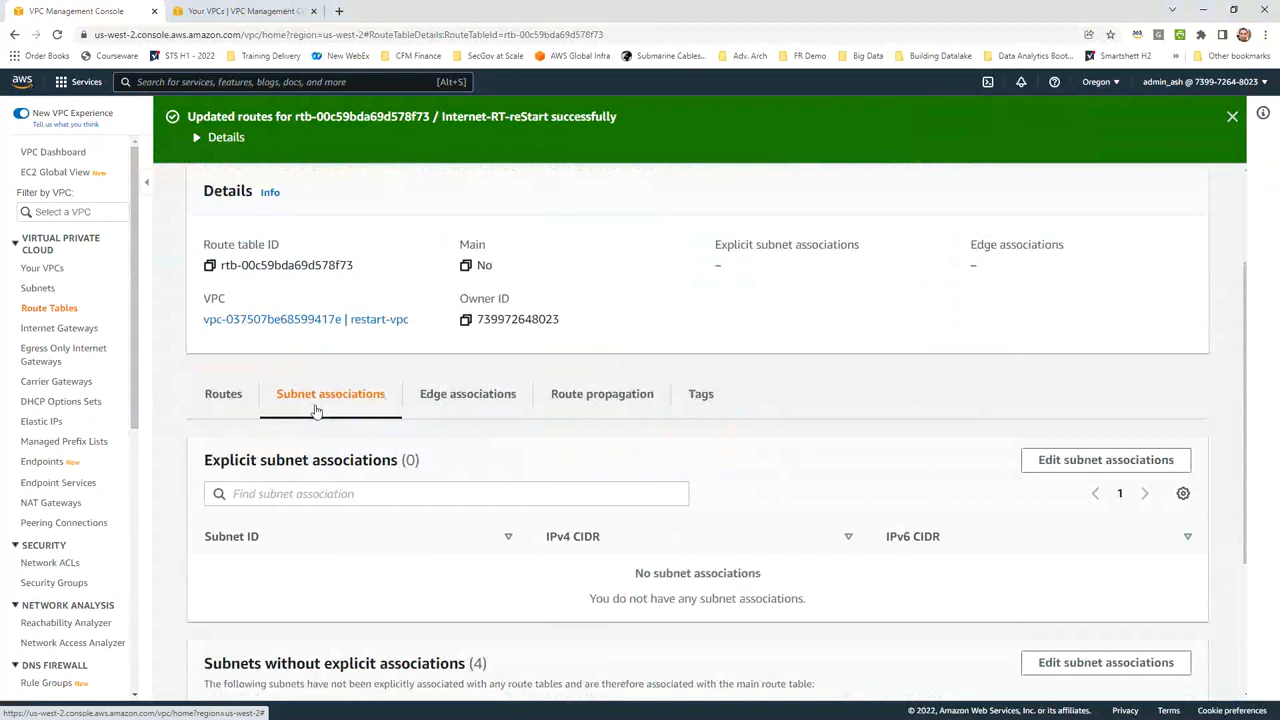 VPC Management Console
Your VPCs | VPC Management C
us-west-2.console.aws.amazon.com/vpc/home?region=us-west-2#RouteTableDetails:RouteTableId=rtb-00c59bda69d578f73
Order Books
STS H1 - 2022
Training Delivery
New WebEx
CFM Finance
SecGov at Scale
AWS Global Infra
Submarine Cables...
Adv. Arch
FR Demo
Big Data
Building Datalake
Data Analytics Boot...
Smartshett H2
»
Other bookmarks
aws
Services
Search for services, features, blogs, docs, and more
[Alt+S]
Oregon
admin_ash @ 7399-7264-8023
New VPC Experience
Tell us what you think
VPC Dashboard
EC2 Global View New
Filter by VPC:
Select a VPC
VIRTUAL PRIVATE
CLOUD
Your VPCs
Subnets
Route Tables
Internet Gateways
Egress Only Internet
Gateways
Carrier Gateways
DHCP Options Sets
Elastic IPs
Managed Prefix Lists
Endpoints New
Endpoint Services
NAT Gateways
Peering Connections
SECURITY
Network ACLs
Security Groups
NETWORK ANALYSIS
Reachability Analyzer
Network Access Analyzer
DNS FIREWALL
Rule Groups New
Updated routes for rtb-00c59bda69d578f73 / Internet-RT-reStart successfully
Details
Details Info
Route table ID
rtb-00c59bda69d578f73
Main
No
Explicit subnet associations
–
Edge associations
–
VPC
vpc-037507be68599417e | restart-vpc
Owner ID
739972648023
Routes
Subnet associations
Edge associations
Route propagation
Tags
Explicit subnet associations (0)
Edit subnet associations
Find subnet association
1
Subnet ID
IPv4 CIDR
IPv6 CIDR
No subnet associations
You do not have any subnet associations.
Subnets without explicit associations (4)
Edit subnet associations
The following subnets have not been explicitly associated with any route tables and are therefore associated with the main route table:
https://us-west-2.console.aws.amazon.com/vpc/home?region=us-west-2#
© 2022, Amazon Web Services, Inc. or its affiliates.
Privacy
Terms
Cookie preferences